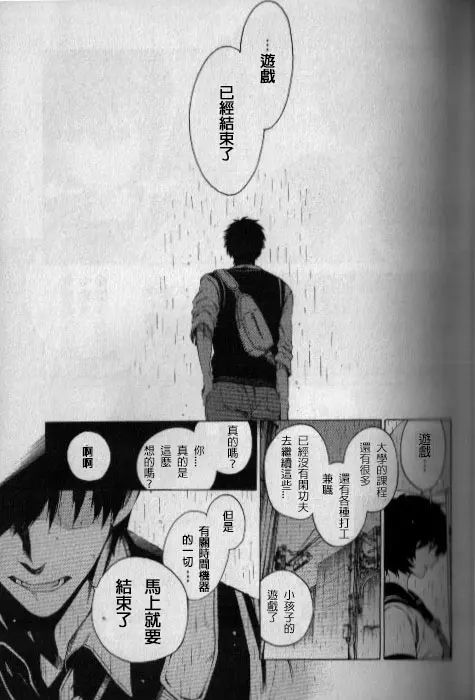 …遊戲
已經結束了
遊戲…
大學的課程
還有很多
還有各種打工
兼職
已經沒有閑功夫
去繼續這些…
小孩子的
遊戲了
真的嗎?
你…
真的是
這麼
想的嗎?
啊啊
但是
有關時間機器
的一切…
馬上就要
結束了